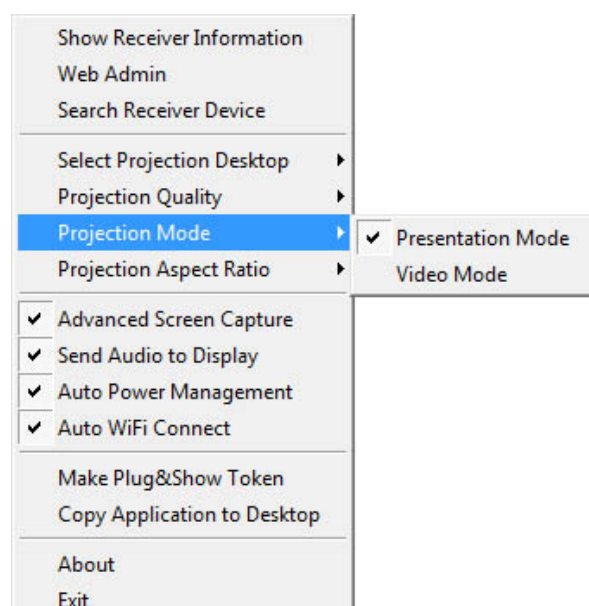 Show Receiver Information
Web Admin
Search Receiver Device
Select Projection Desktop
Projection Quality
Projection Mode
Presentation Mode
Projection Aspect Ratio
Video Mode
Advanced Screen Capture
Send Audio to Display
Auto Power Management
Auto WiFi Connect
Make Plug&Show Token
Copy Application to Desktop
About
Exit